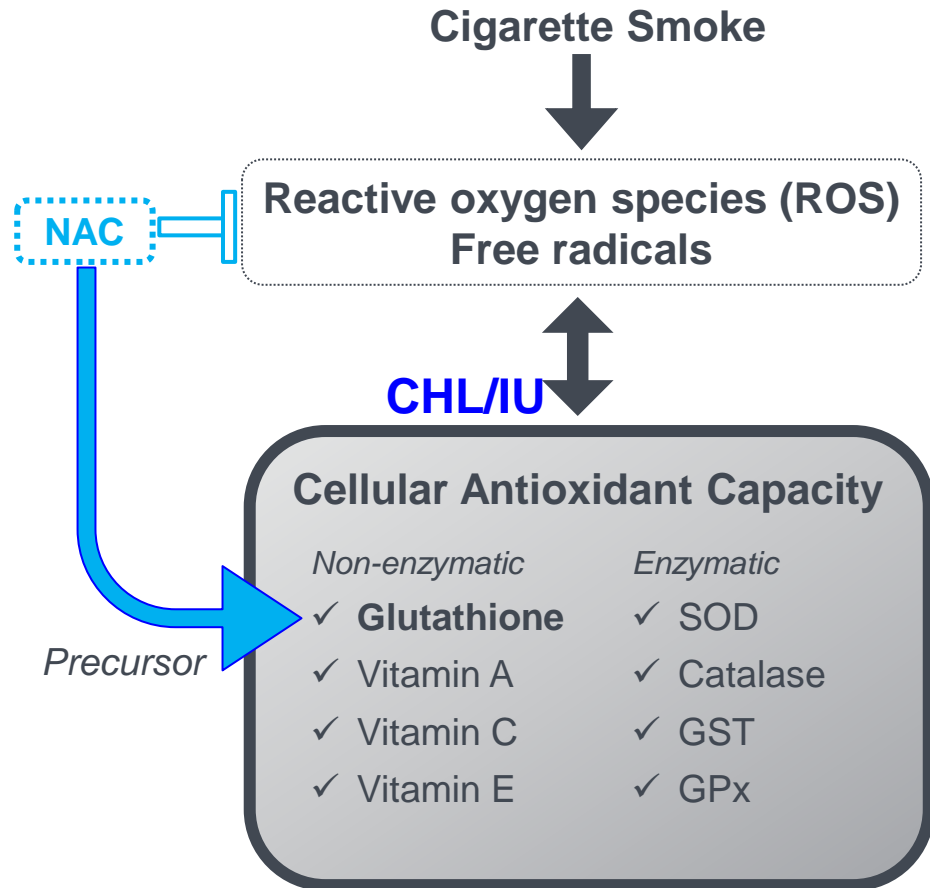 Cigarette Smoke
Reactive oxygen species (ROS)
Free radicals
NAC
CHL/IU
Cellular Antioxidant Capacity
Non-enzymatic Enzymatic
✓ Glutathione ✓ SOD
Precursor
✓ Vitamin A ✓ Catalase
✓ Vitamin C ✓ GST
✓ Vitamin E ✓ GPx